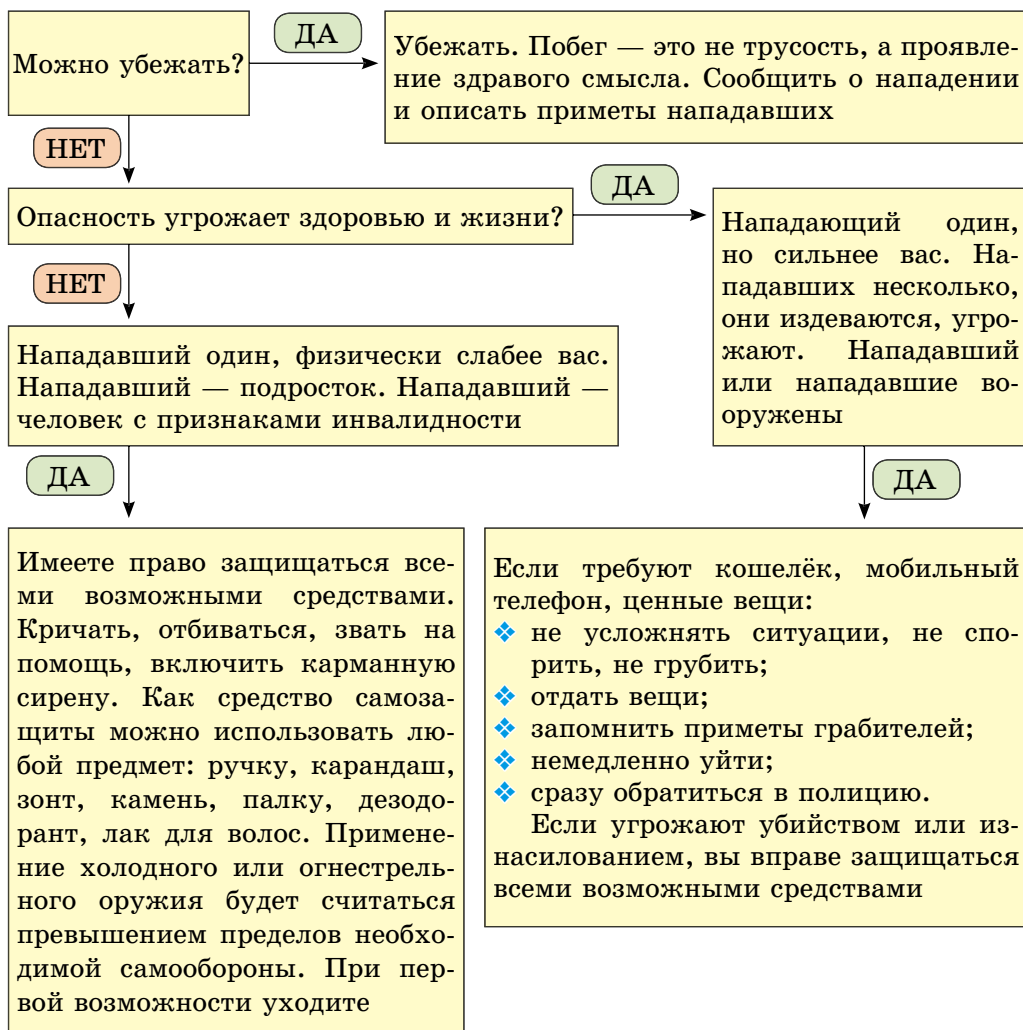 Можно убежать?
ДА
Убежать. Побег — это не трусость, а проявле-
ние здравого смысла. Сообщить о нападении
и описать приметы нападавших
НЕТ
Опасность угрожает здоровью и жизни?
ДА
Нападающий один,
но сильнее вас. На-
падавших несколько,
они издеваются, угро-
жают. Нападавший
или нападавшие во-
оружены
НЕТ
Нападавший один, физически слабее вас.
Нападавший — подросток. Нападавший —
человек с признаками инвалидности
ДА
Имеете право защищаться все-
ми возможными средствами.
Кричать, отбиваться, звать на
помощь, включить карманную
сирену. Как средство самоза-
щиты можно использовать лю-
бой предмет: ручку, карандаш,
зонт, камень, палку, дезодо-
рант, лак для волос. Примене-
ние холодного или огнестрель-
ного оружия будет считаться
превышением пределов необхо-
димой самообороны. При пер-
вой возможности уходите
ДА
Если требуют кошелёк, мобильный
телефон, ценные вещи:
❖ не усложнять ситуации, не спо-
рить, не грубить;
❖ отдать вещи;
❖ запомнить приметы грабителей;
❖ немедленно уйти;
❖ сразу обратиться в полицию.
Если угрожают убийством или из-
насилованием, вы вправе защищаться
всеми возможными средствами